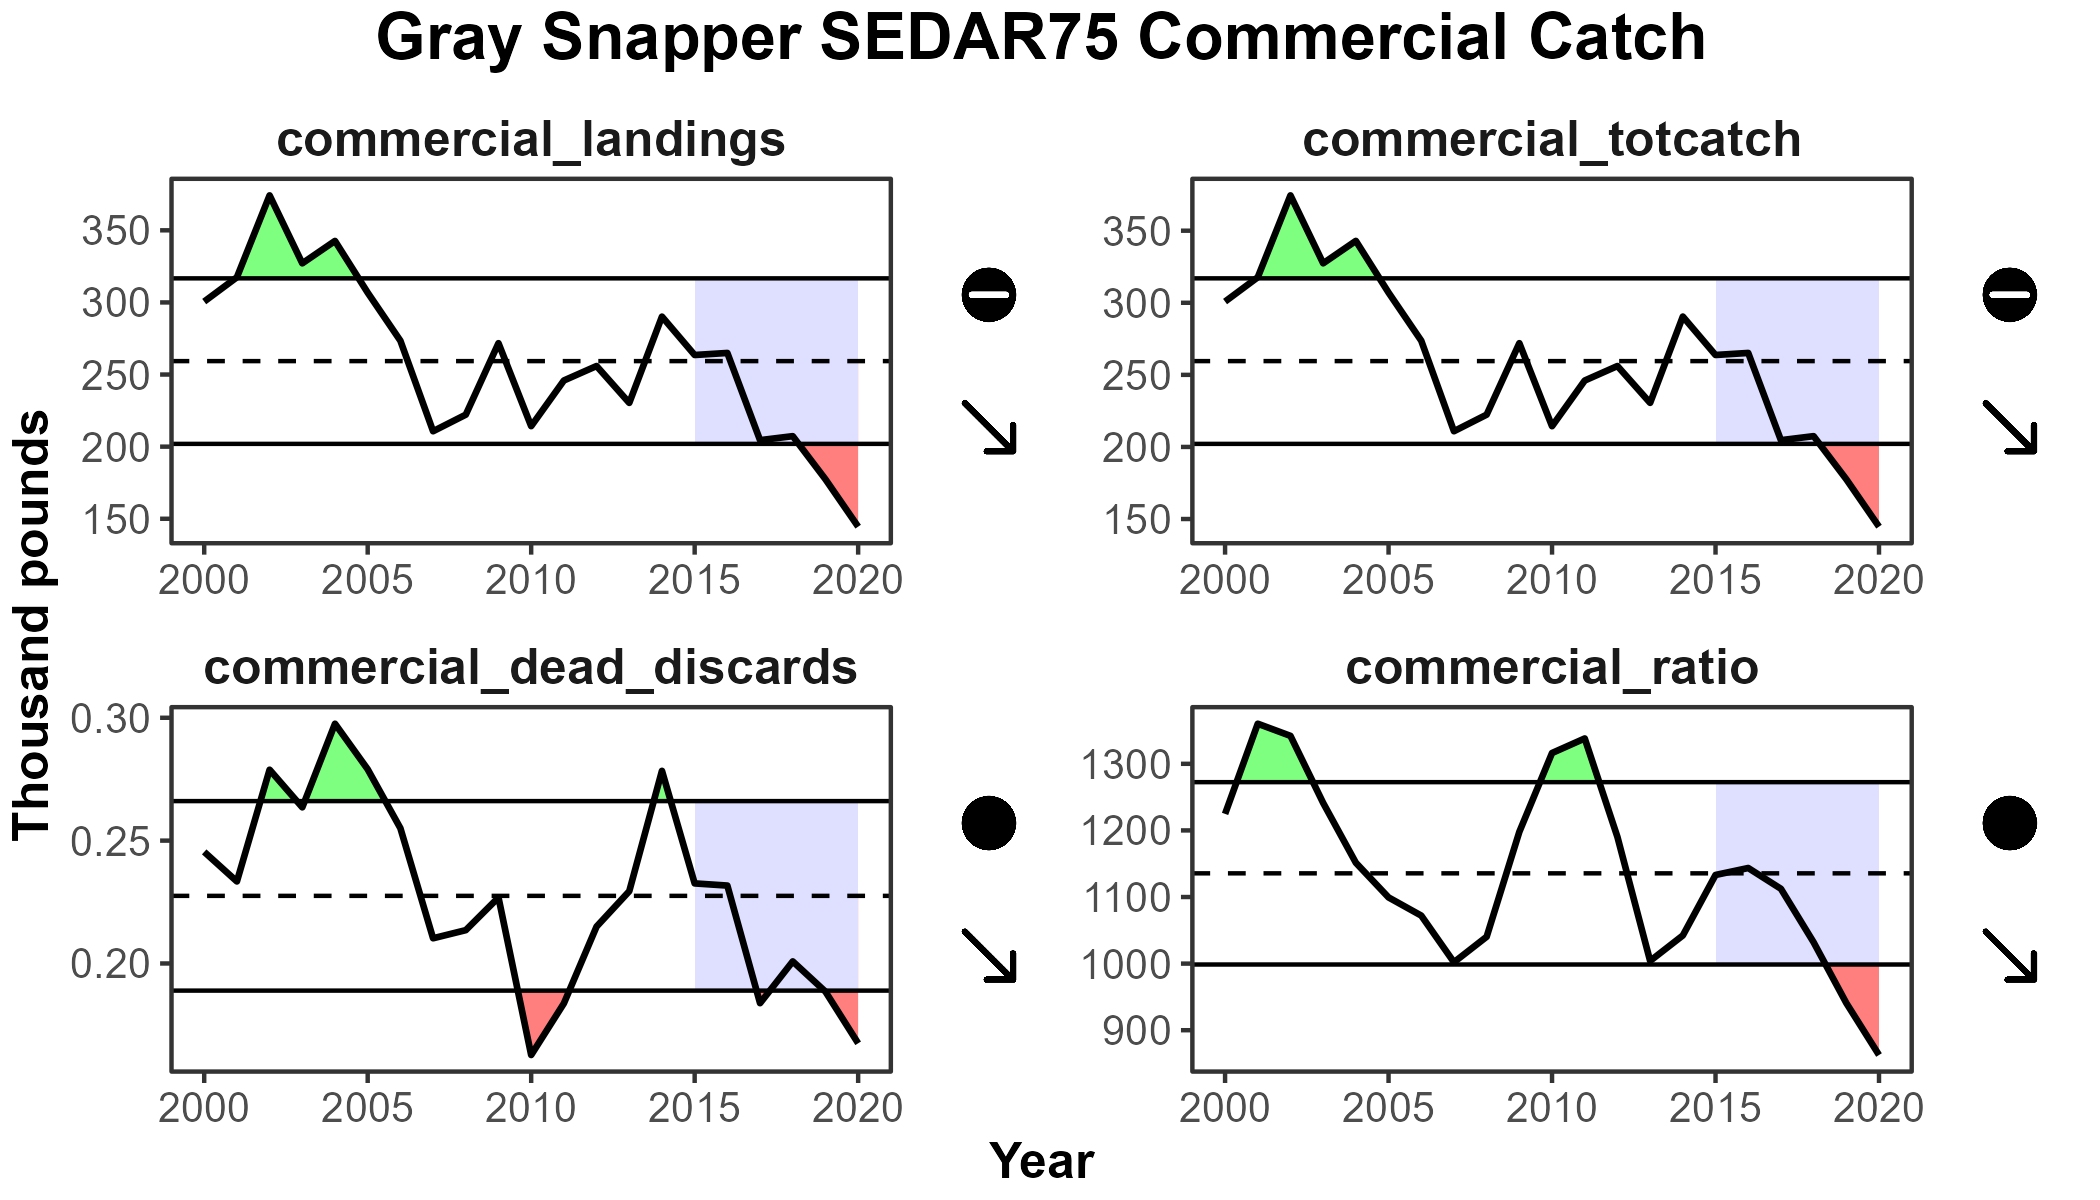 Gray Snapper SEDAR75 Commercial Catch
commercial_landings
350
300
250
200
150
2000 2005 2010 2015 2020
commercial_totcatch
350
300
250
200
150
2000 2005 2010 2015 2020
Thousand pounds
commercial_dead_discards
0.30
0.25
0.20
2000 2005 2010 2015 2020
commercial_ratio
1300
1200
1100
1000
900
2000 2005 2010 2015 2020
Year